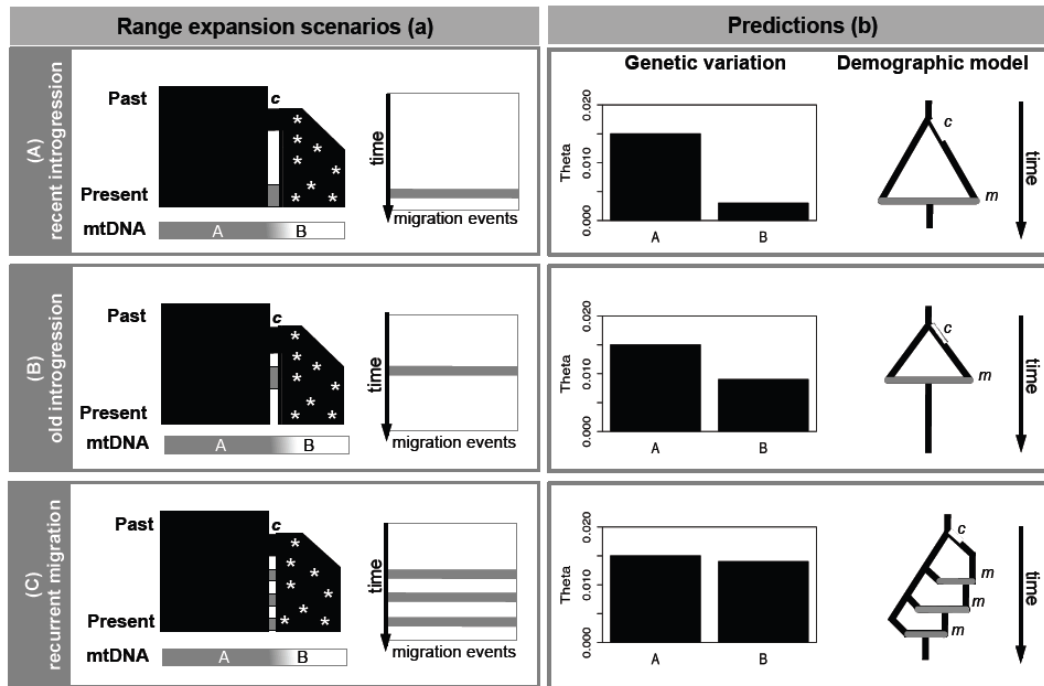 Range expansion scenarios (a)
Predictions (b)
(A)
recent introgression
Past
c
* * * * * * * * *
Present
mtDNA
A
B
time
migration events
Genetic variation
Demographic model
Theta
0.020
0.010
0.000
A
B
c
m
time
(B)
old introgression
Past
c
* * * * * * * * *
Present
mtDNA
A
B
time
migration events
Theta
0.020
0.010
0.000
A
B
c
m
time
(C)
recurrent migration
Past
c
* * * * * * * * *
Present
mtDNA
A
B
time
migration events
Theta
0.020
0.010
0.000
A
B
c
m
m
m
time